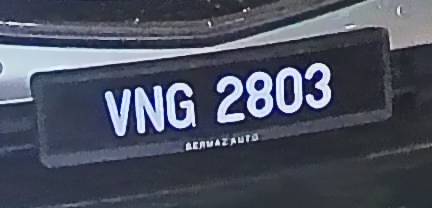 VNG 2803
BERMAZ AUTO